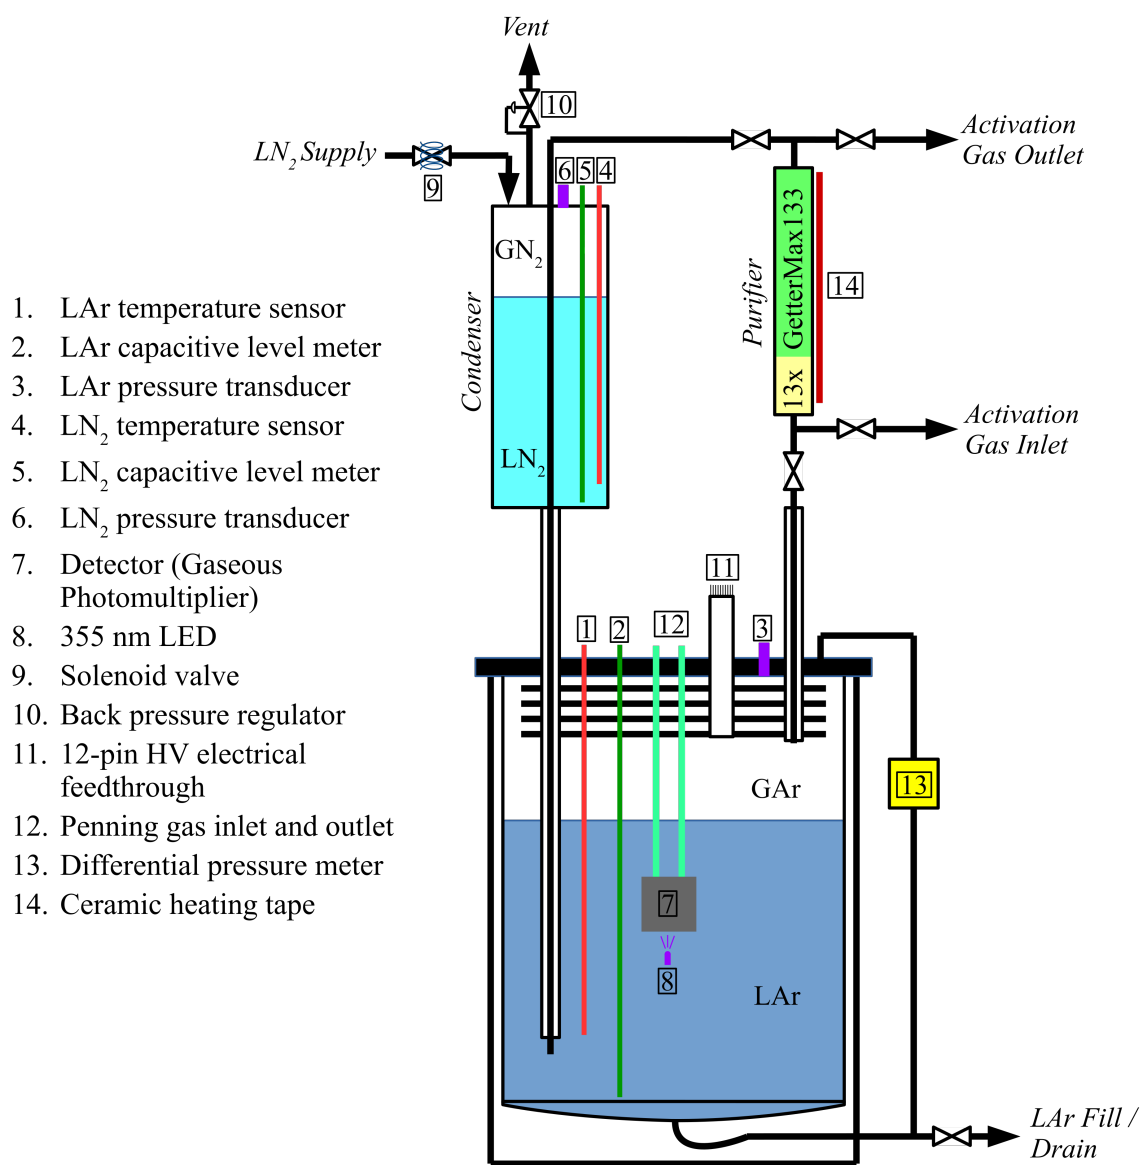 Vent
10
LN2 Supply
9
6
5
4
Activation
Gas Outlet
GN2
Condenser
LN2
Purifier
GetterMax133
13x
14
Activation
Gas Inlet
1. LAr temperature sensor
2. LAr capacitive level meter
3. LAr pressure transducer
4. LN2 temperature sensor
5. LN2 capacitive level meter
6. LN2 pressure transducer
7. Detector (Gaseous
Photomultiplier)
8. 355 nm LED
9. Solenoid valve
10. Back pressure regulator
11. 12-pin HV electrical
feedthrough
12. Penning gas inlet and outlet
13. Differential pressure meter
14. Ceramic heating tape
11
1
2
12
3
GAr
13
7
8
LAr
LAr Fill /
Drain